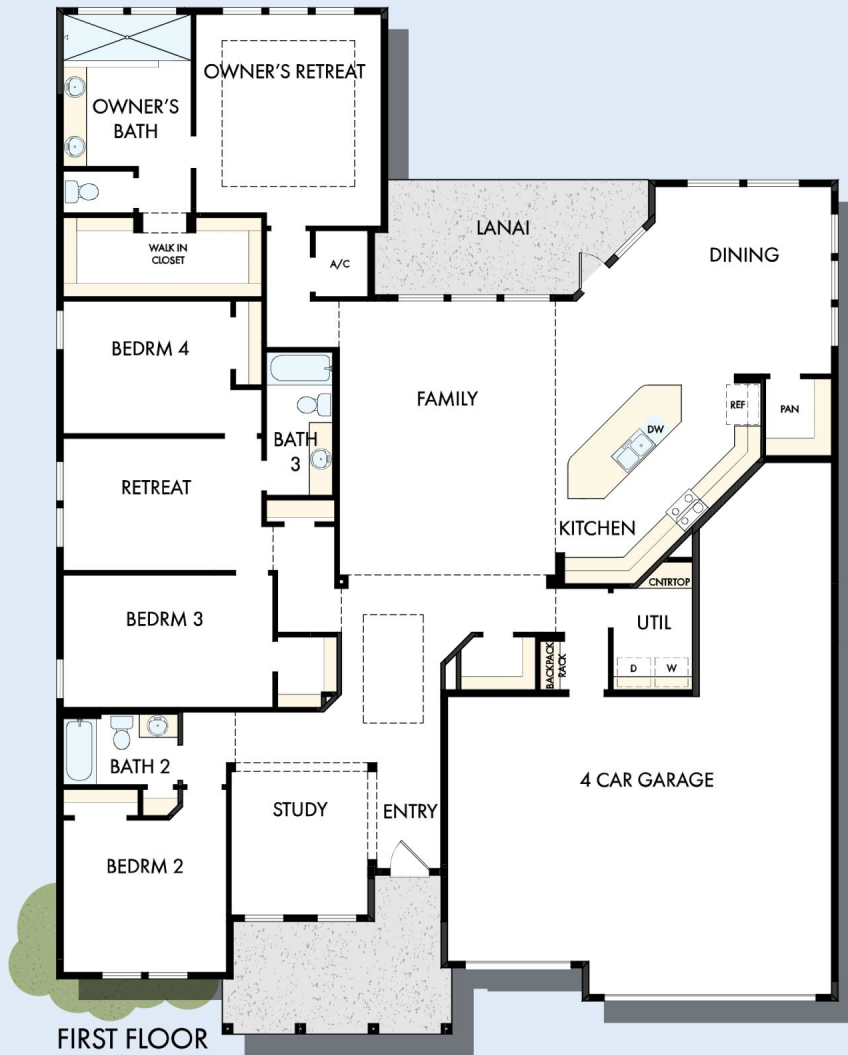 OWNER'S RETREAT
OWNER'S
BATH
LANAI
DINING
WALK IN
CLOSET
A/C
BEDRM 4
FAMILY
REF
PAN
DW
BATH
3
RETREAT
KITCHEN
CNTRTOP
BEDRM 3
UTIL
BACKPACK
RACK
D
W
BATH 2
4 CAR GARAGE
STUDY
ENTRY
BEDRM 2
FIRST FLOOR